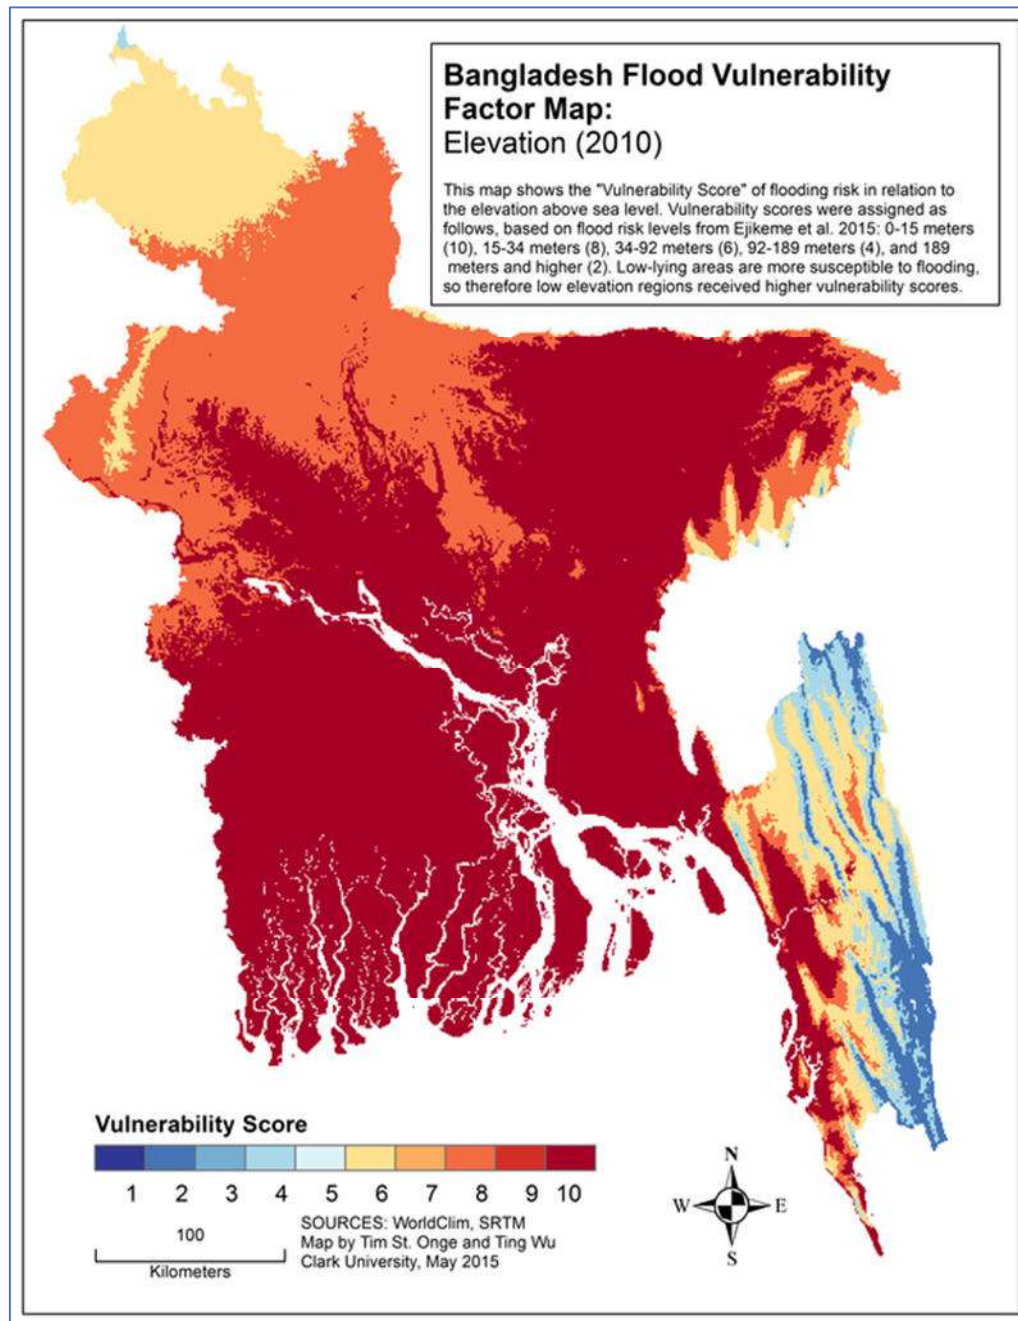 Bangladesh Flood Vulnerability
Factor Map:
Elevation (2010)
This map shows the "Vulnerability Score" of flooding risk in relation to
the elevation above sea level. Vulnerability scores were assigned as
follows, based on flood risk levels from Ejikeme et al. 2015: 0-15 meters
(10), 15-34 meters (8), 34-92 meters (6), 92-189 meters (4), and 189
meters and higher (2). Low-lying areas are more susceptible to flooding,
so therefore low elevation regions received higher vulnerability scores.
Vulnerability Score
1 2 3 4 5 6 7 8 9 10
100
Kilometers
SOURCES: WorldClim, SRTM
Map by Tim St. Onge and Ting Wu
Clark University, May 2015
N
W E
S